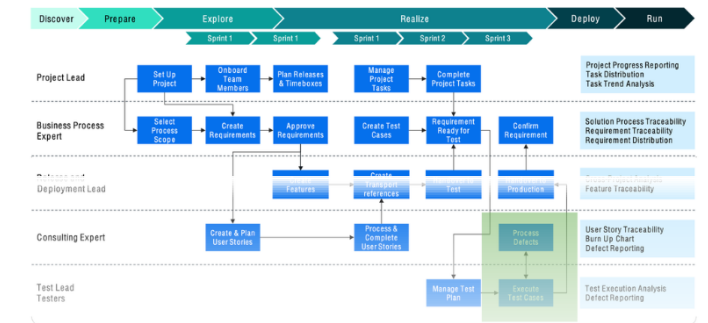 Discover
Prepare
Explore
Realize
Deploy
Run
Sprint 1
Sprint 1
Sprint 1
Sprint 2
Sprint 3
Project Lead
Set Up
Project
Onboard
Team
Members
Plan Releases
& Timeboxes
Manage
Project
Tasks
Complete
Project Tasks
Project Progress Reporting
Task Distribution
Task Trend Analysis
Business Process
Expert
Select
Process
Scope
Create
Requirements
Approve
Requirements
Create Test
Cases
Requirement
Ready for
Test
Confirm
Requirement
Solution Process Traceability
Requirement Traceability
Requirement Distribution
Deployment Lead
Features
Create
Transport
references
Test
Production
Feature Traceability
Consulting Expert
Create & Plan
User Stories
Process &
Complete
User Stories
Process
Defects
User Story Traceability
Burn Up Chart
Defect Reporting
Test Lead
Testers
Manage Test
Plan
Execute
Test Cases
Test Execution Analysis
Defect Reporting